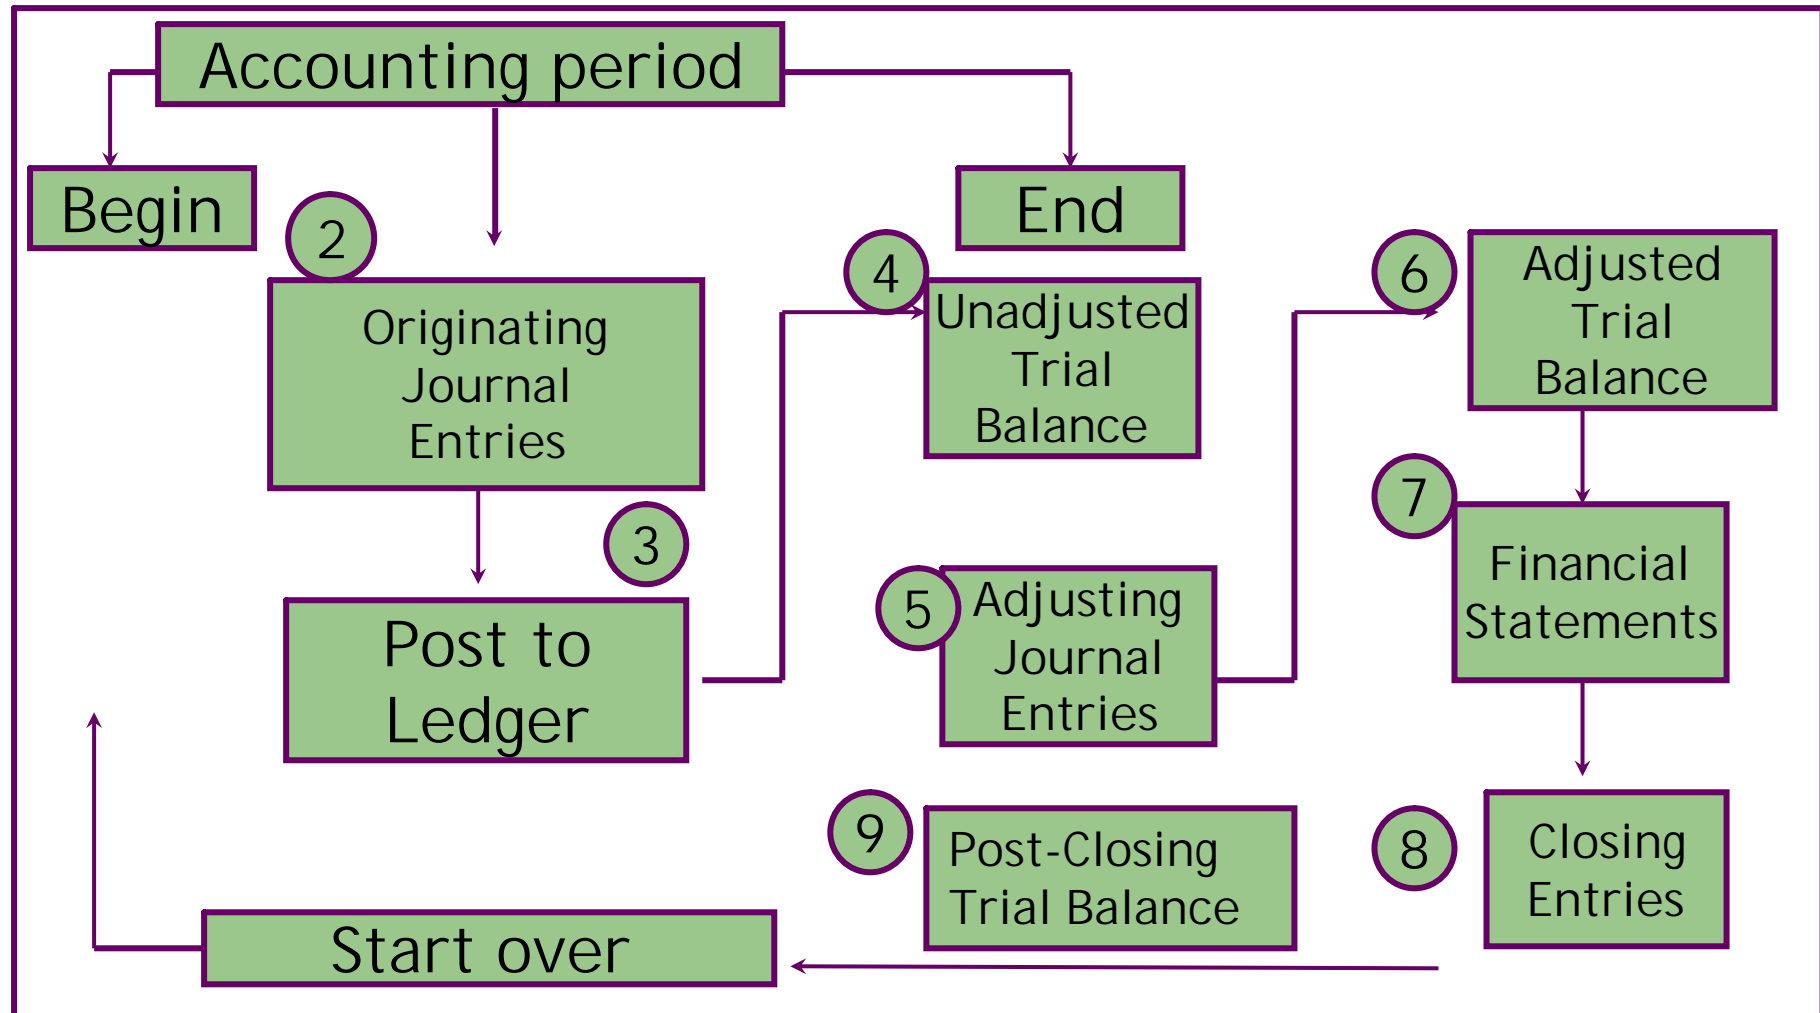 Accounting period
Begin
End
2
Originating
Journal
Entries
3
Post to
Ledger
4
Unadjusted
Trial
Balance
5
Adjusting
Journal
Entries
6
Adjusted
Trial
Balance
7
Financial
Statements
8
Closing
Entries
9
Post-Closing
Trial Balance
Start over